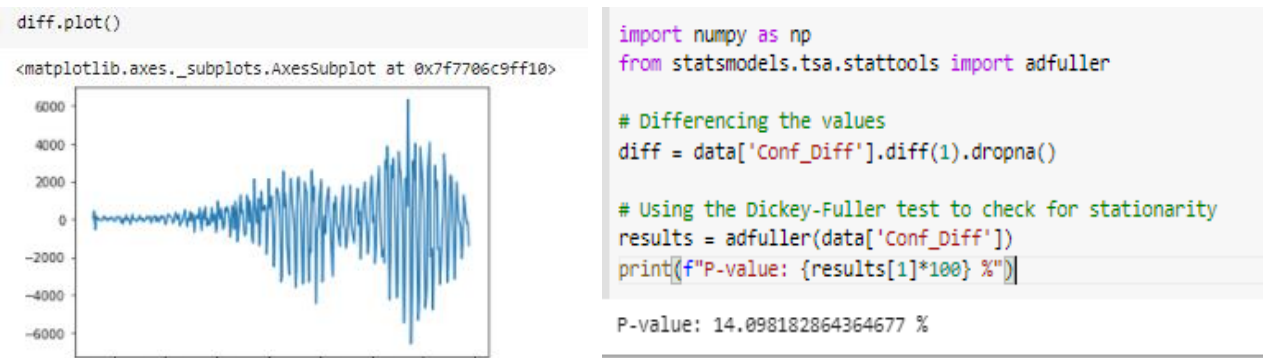 diff.plot()
<matplotlib.axes._subplots.AxesSubplot at 0x7f7706c9ff10>
6000
4000
2000
0
−2000
−4000
−6000
import numpy as np
from statsmodels.tsa.stattools import adfuller
# Differencing the values
diff = data['Conf_Diff'].diff(1).dropna()
# Using the Dickey-Fuller test to check for stationarity
results = adfuller(data['Conf_Diff'])
print(f"P-value: {results[1]*100} %")
P-value: 14.098182864364677 %